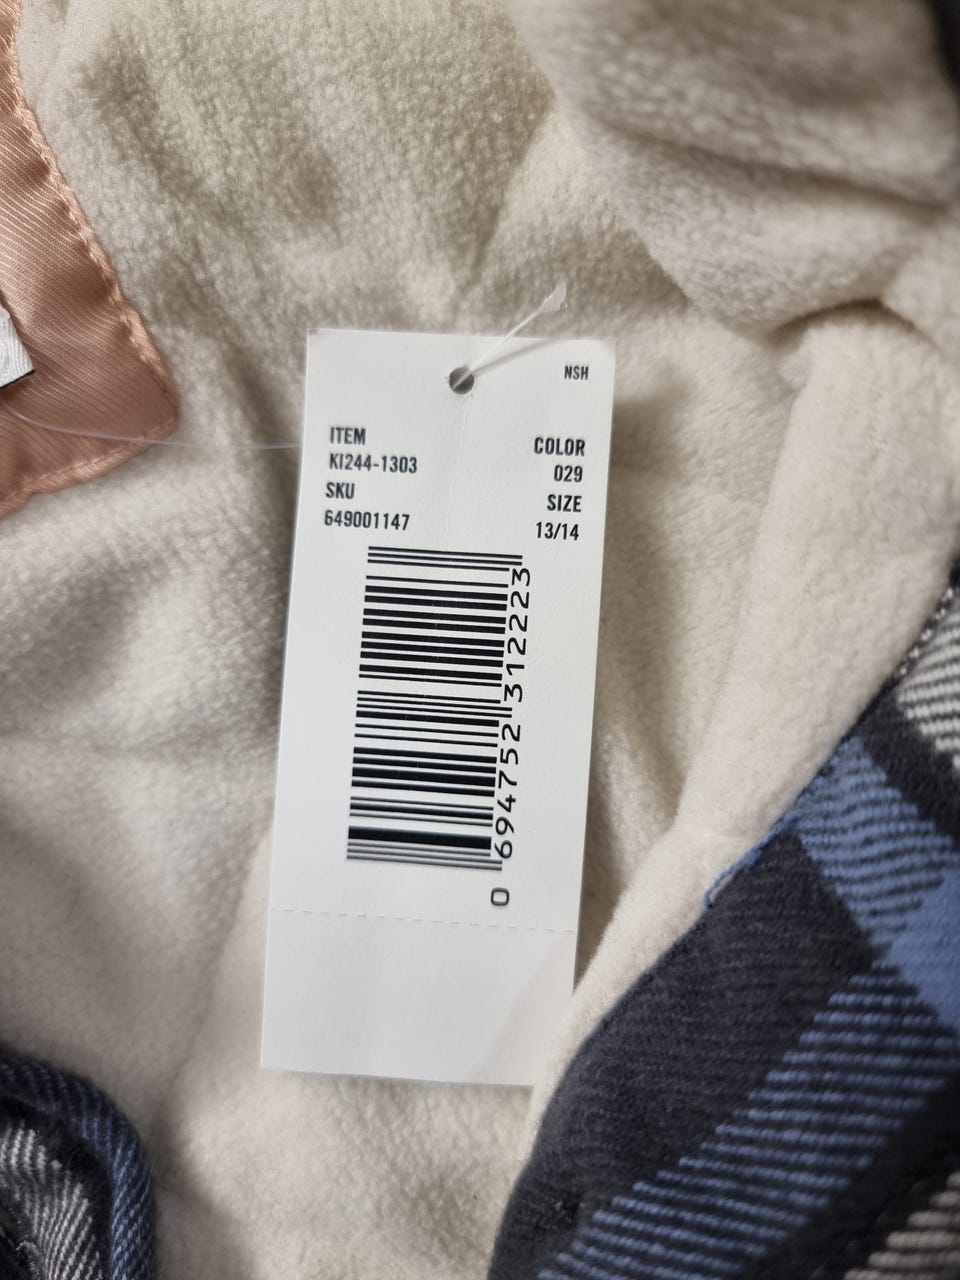 NSH
ITEM
KI244-1303
SKU
649001147
COLOR
029
SIZE
13/14
0 694752 312223